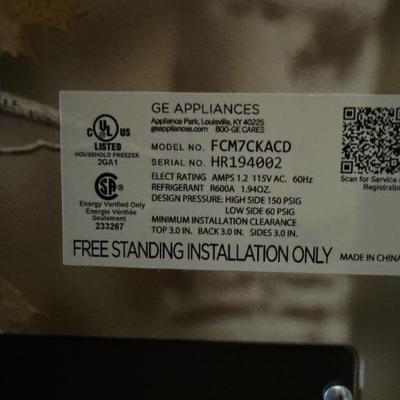 GE APPLIANCES
Appliance Park, Louisville, KY 40225
geappliances.com 800-GE CARES
C UL US
LISTED
HOUSEHOLD FREEZER
2GA1
MODEL NO. FCM7CKACD
SERIAL NO. HR194002
ELECT RATING AMPS 1.2 115V AC. 60Hz
REFRIGERANT R600A 1.94OZ.
DESIGN PRESSURE: HIGH SIDE 150 PSIG
LOW SIDE 60 PSIG
MINIMUM INSTALLATION CLEARANCE
TOP 3.0 IN. BACK 3.0 IN. SIDES 3.0 IN.
SA
Energy Verified Only
Énergie Vérifiée
Seulement
233267
Scan for Service
Registration
FREE STANDING INSTALLATION ONLY
MADE IN CHINA